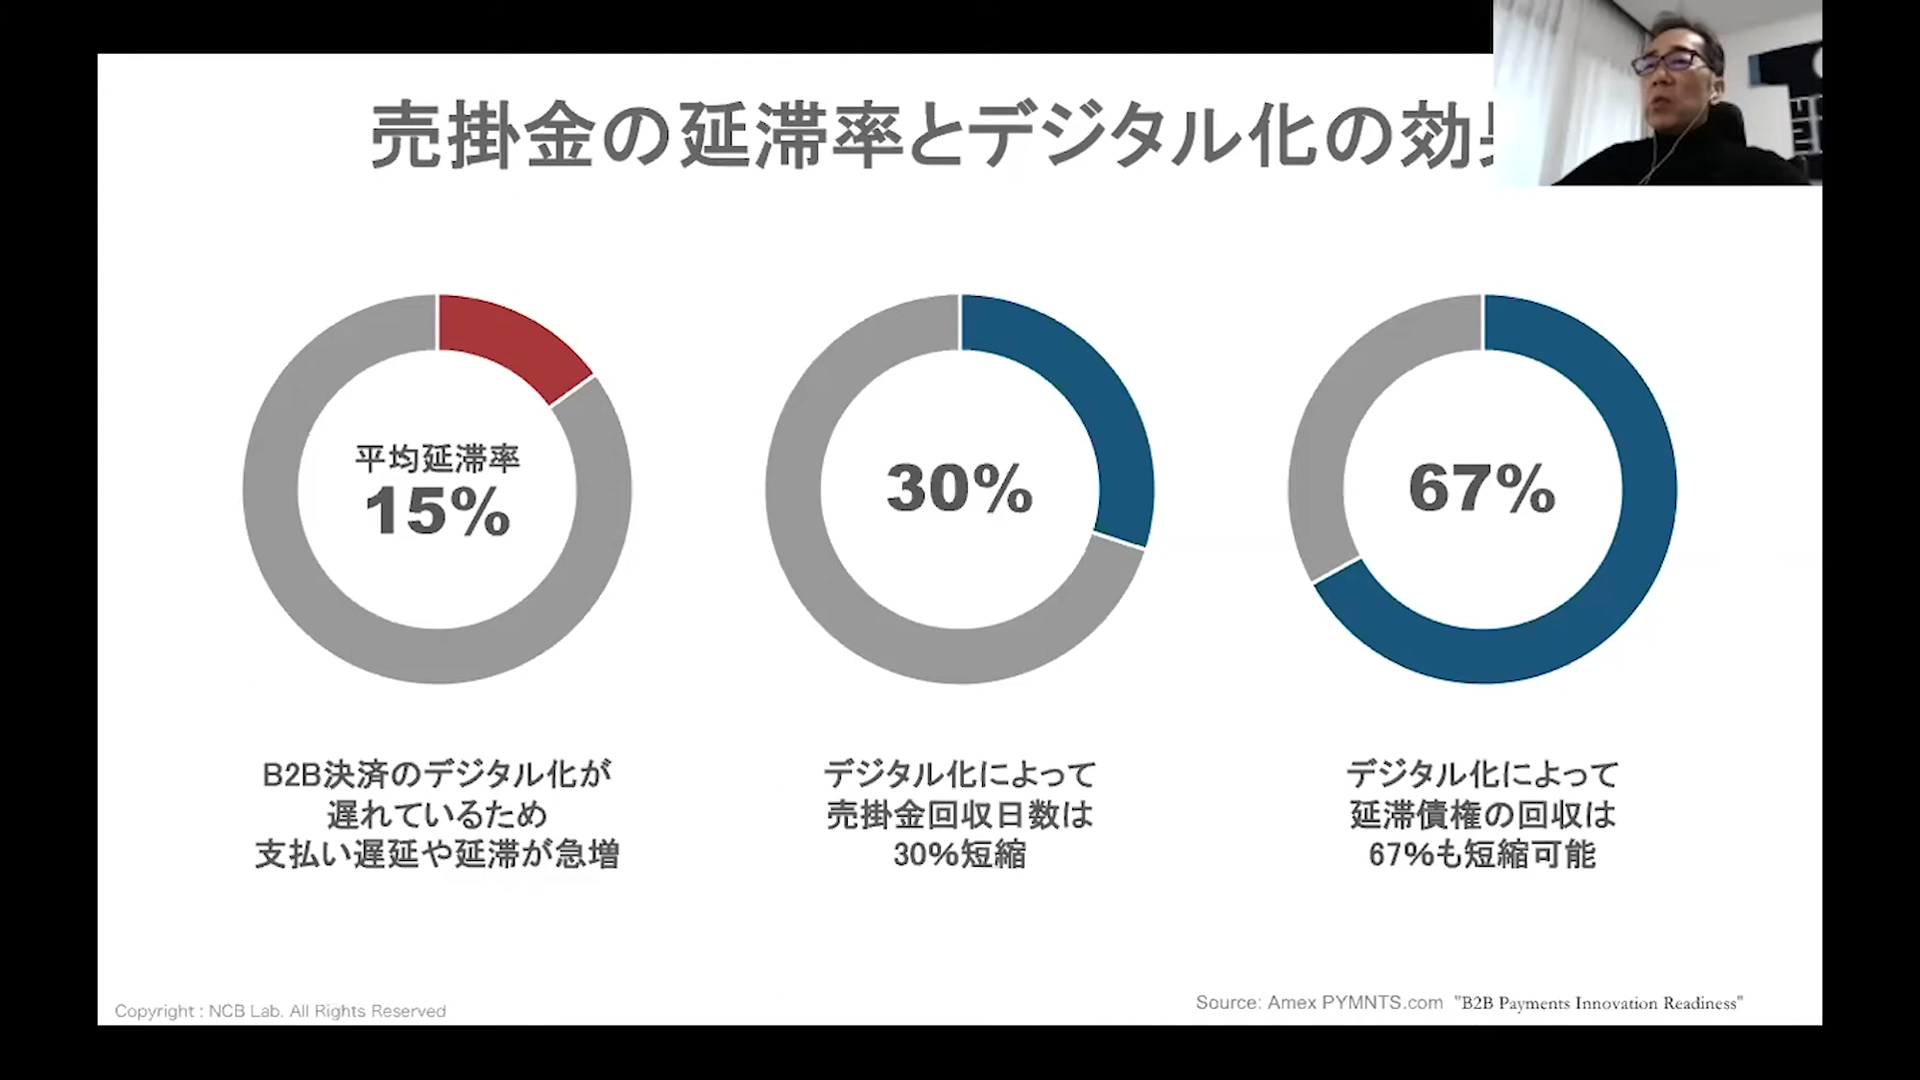 売掛金の延滞率とデジタル化の効
平均延滞率
15%
30%
67%
B2B決済のデジタル化が
遅れているため
支払い遅延や延滞が急増
デジタル化によって
売掛金回収日数は
30%短縮
デジタル化によって
延滞債権の回収は
67%も短縮可能
Copyright : NCB Lab. All Rights Reserved
Source: Amex PYMNTS.com "B2B Payments Innovation Readiness"